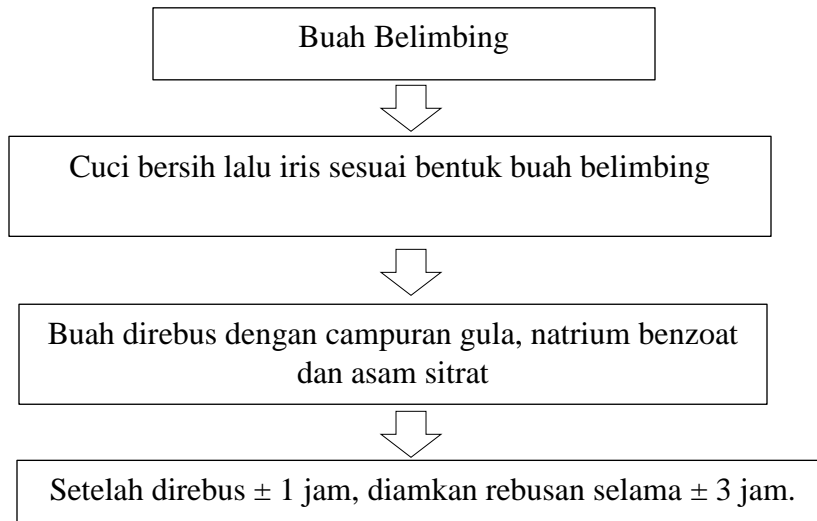 Buah Belimbing
Cuci bersih lalu iris sesuai bentuk buah belimbing
Buah direbus dengan campuran gula, natrium benzoat
dan asam sitrat
Setelah direbus ± 1 jam, diamkan rebusan selama ± 3 jam.